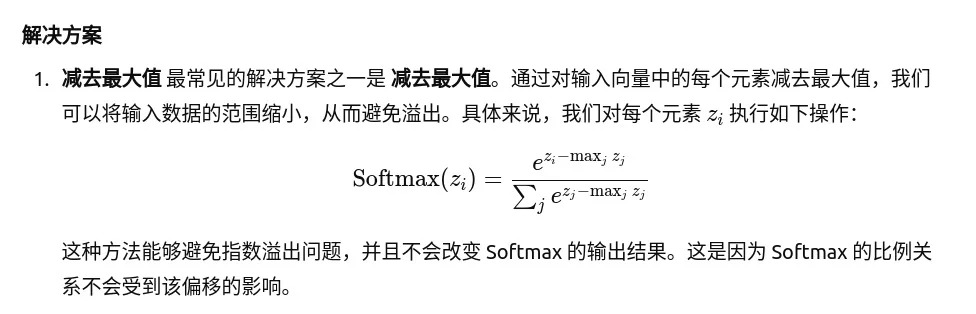 解决方案
1. 减去最大值 最常见的解决方案之一是 减去最大值。通过对输入向量中的每个元素减去最大值，我们
可以将输入数据的范围缩小，从而避免溢出。具体来说，我们对每个元素 z_i 执行如下操作：
Softmax(z_i) = \frac{e^{z_i - \max_j z_j}}{\sum_j e^{z_j - \max_j z_j}}
这种方法能够避免指数溢出问题，并且不会改变 Softmax 的输出结果。这是因为 Softmax 的比例关
系不会受到该偏移的影响。